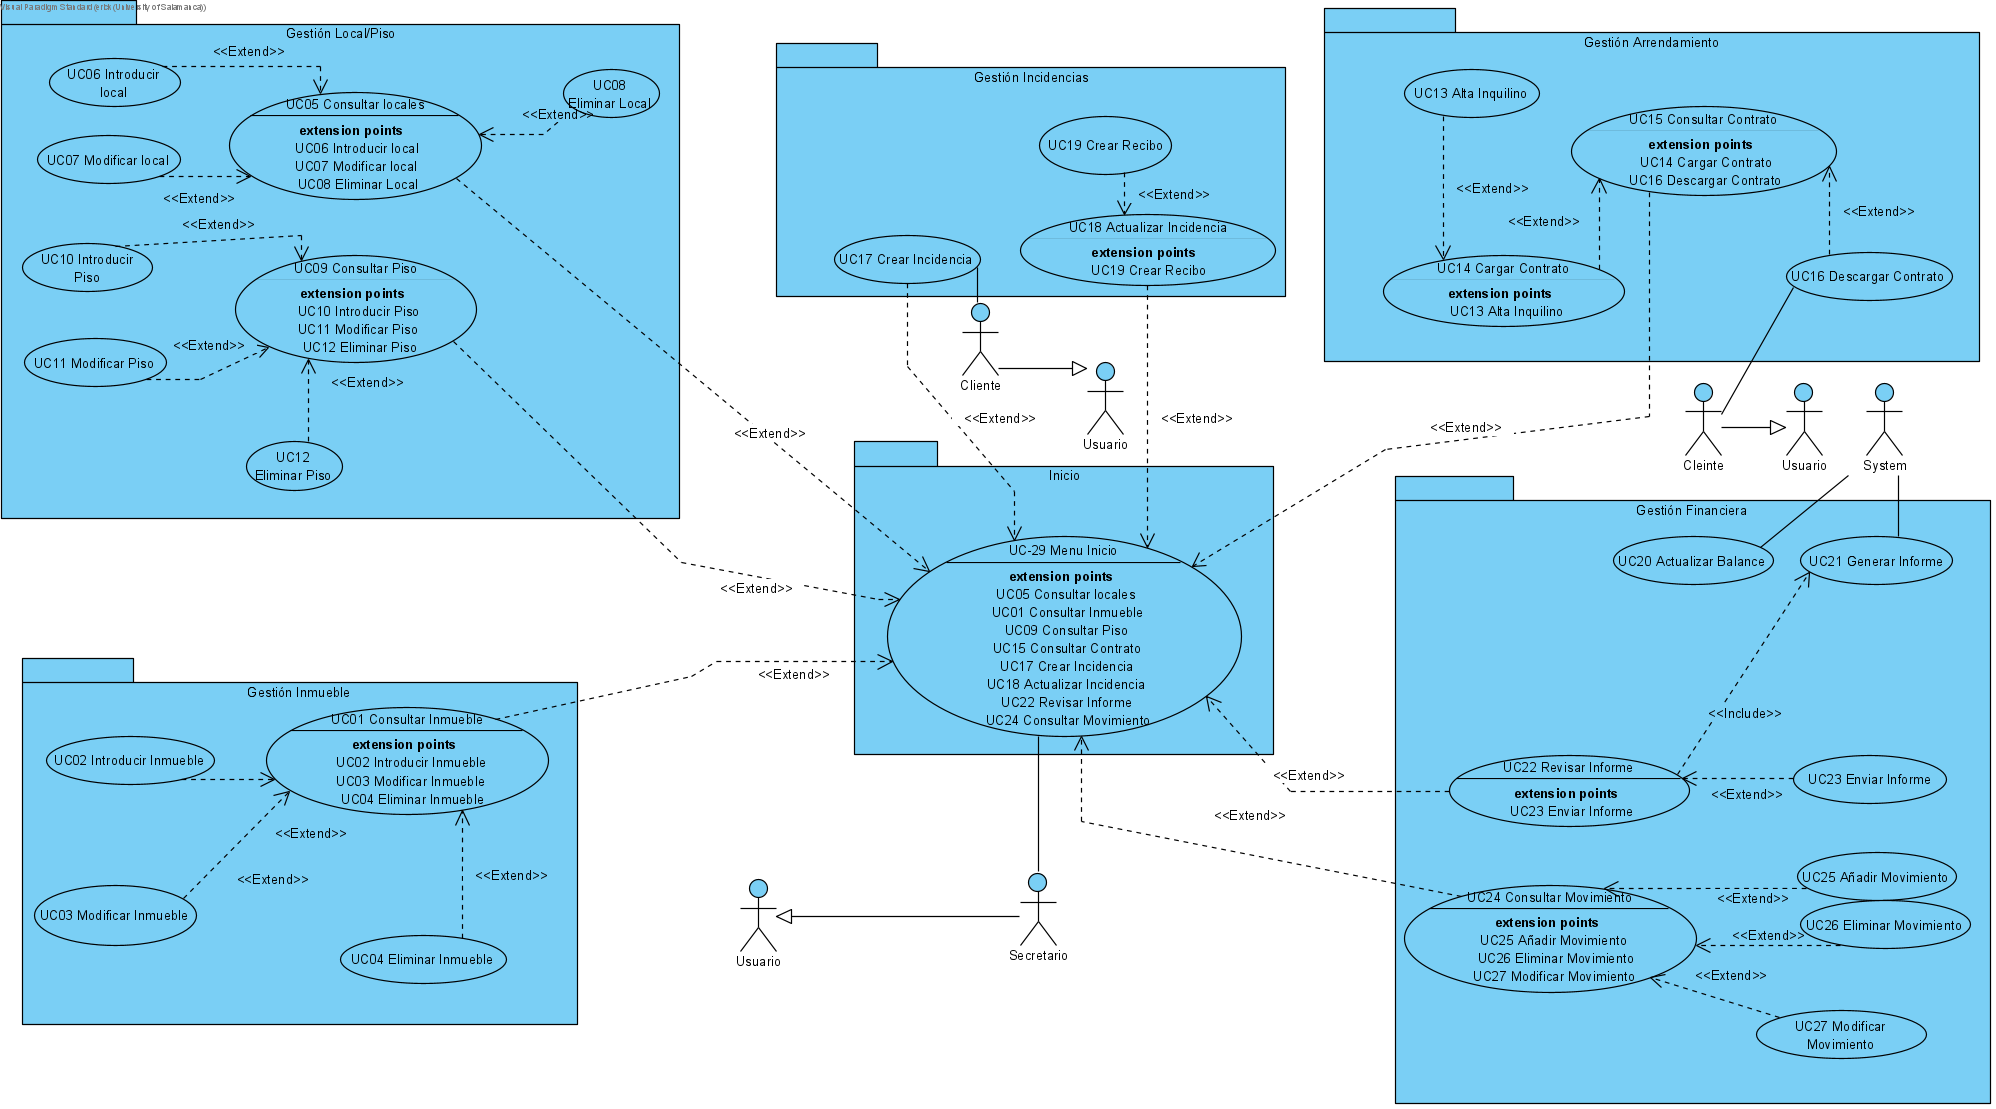 Visual Paradigm Standard(erick(University of Salamanca))
Gestión Local/Piso
<<Extend>>
UC06 Introducir
local
UC08
Eliminar Local
UC05 Consultar locales
extension points
UC06 Introducir local
UC07 Modificar local
UC08 Eliminar Local
<<Extend>>
UC07 Modificar local
<<Extend>>
<<Extend>>
UC10 Introducir
Piso
UC09 Consultar Piso
extension points
UC10 Introducir Piso
UC11 Modificar Piso
UC12 Eliminar Piso
<<Extend>>
UC11 Modificar Piso
<<Extend>>
UC12
Eliminar Piso
Gestión Incidencias
UC19 Crear Recibo
<<Extend>>
UC18 Actualizar Incidencia
extension points
UC19 Crear Recibo
UC17 Crear Incidencia
Cliente
Usuario
<<Extend>>
<<Extend>>
<<Extend>>
<<Extend>>
Gestión Arrendamiento
UC13 Alta Inquilino
UC15 Consultar Contrato
extension points
UC14 Cargar Contrato
UC16 Descargar Contrato
<<Extend>>
<<Extend>>
<<Extend>>
UC14 Cargar Contrato
extension points
UC13 Alta Inquilino
UC16 Descargar Contrato
<<Extend>>
Cleinte
Usuario
System
Inicio
UC-29 Menu Inicio
extension points
UC05 Consultar locales
UC01 Consultar Inmueble
UC09 Consultar Piso
UC15 Consultar Contrato
UC17 Crear Incidencia
UC18 Actualizar Incidencia
UC22 Revisar Informe
UC24 Consultar Movimiento
Gestión Financiera
UC20 Actualizar Balance
UC21 Generar Informe
<<Include>>
UC22 Revisar Informe
extension points
UC23 Enviar Informe
UC23 Enviar Informe
<<Extend>>
<<Extend>>
<<Extend>>
UC24 Consultar Movimiento
extension points
UC25 Añadir Movimiento
UC26 Eliminar Movimiento
UC27 Modificar Movimiento
UC25 Añadir Movimiento
<<Extend>>
UC26 Eliminar Movimiento
<<Extend>>
<<Extend>>
UC27 Modificar
Movimiento
Gestión Inmueble
<<Extend>>
UC01 Consultar Inmueble
extension points
UC02 Introducir Inmueble
UC03 Modificar Inmueble
UC04 Eliminar Inmueble
UC02 Introducir Inmueble
<<Extend>>
<<Extend>>
<<Extend>>
UC03 Modificar Inmueble
UC04 Eliminar Inmueble
Usuario
Secretario